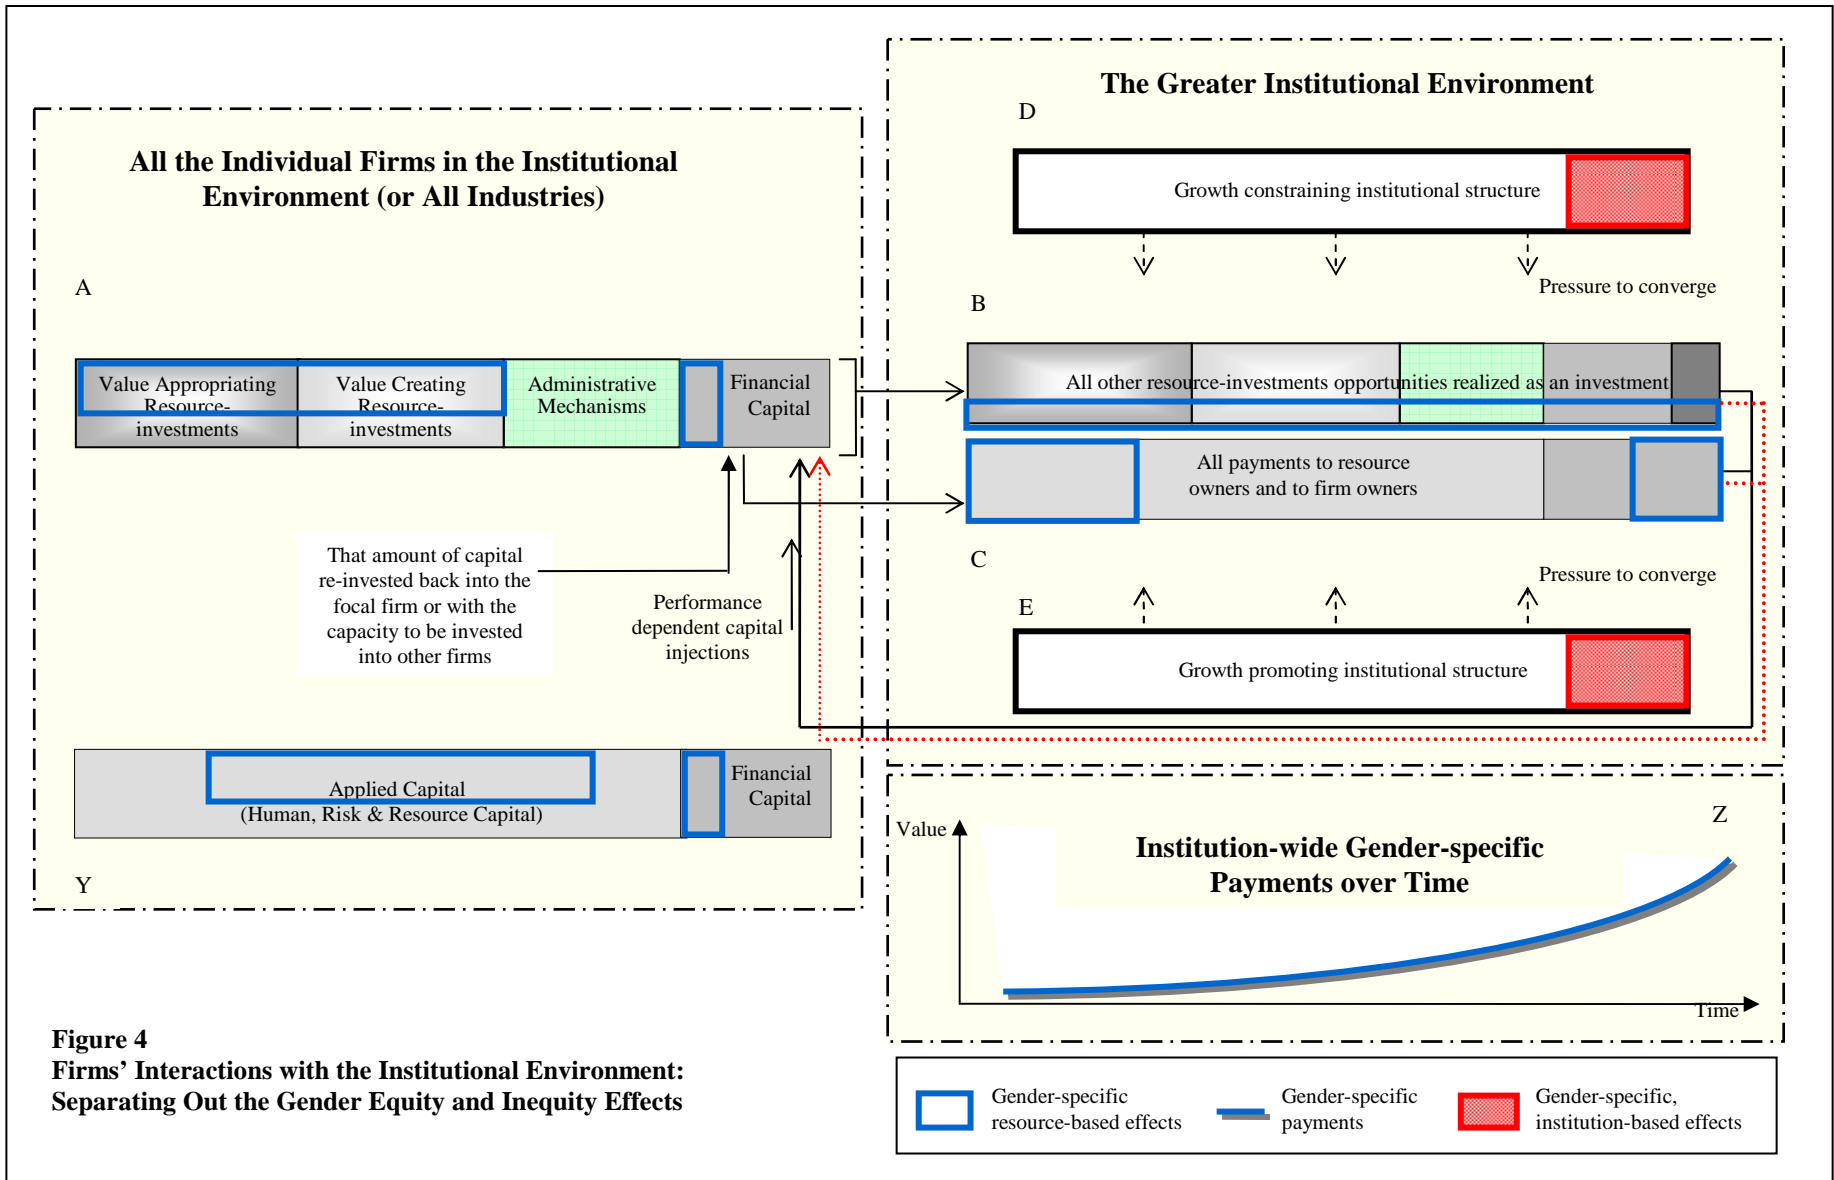 The Greater Institutional Environment
D
Growth constraining institutional structure
Pressure to converge
All the Individual Firms in the Institutional
Environment (or All Industries)
A
Value Appropriating
Resource-
investments
Value Creating
Resource-
investments
Administrative
Mechanisms
Financial
Capital
B
All other resource-investments opportunities realized as an investment
All payments to resource
owners and to firm owners
C
Pressure to converge
E
Growth promoting institutional structure
That amount of capital
re-invested back into the
focal firm or with the
capacity to be invested
into other firms
Performance
dependent capital
injections
Applied Capital
(Human, Risk & Resource Capital)
Financial
Capital
Y
Value
Z
Institution-wide Gender-specific
Payments over Time
Time
Figure 4
Firms’ Interactions with the Institutional Environment:
Separating Out the Gender Equity and Inequity Effects
Gender-specific
resource-based effects
Gender-specific
payments
Gender-specific,
institution-based effects